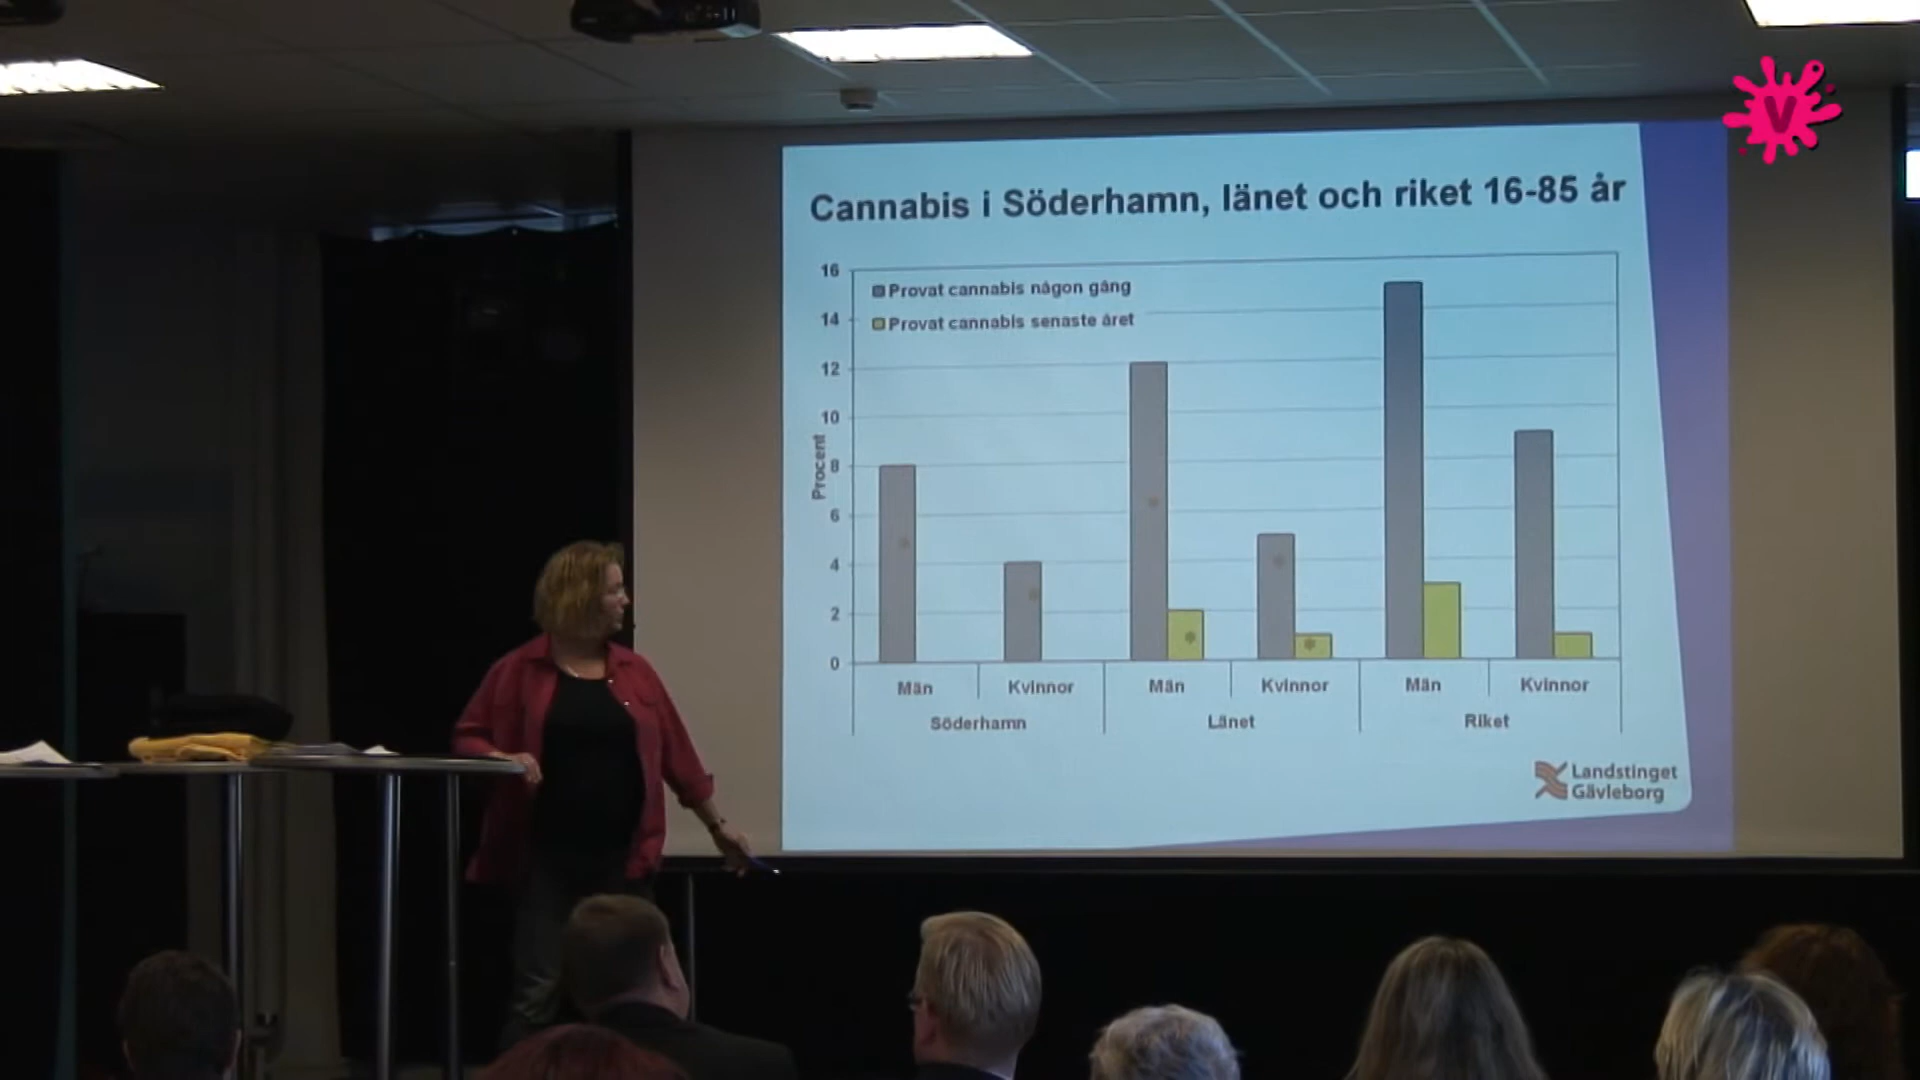 V
Cannabis i Söderhamn, länet och riket 16-85 år
16
14
12
10
8
6
4
2
0
Procent
Provat cannabis någon gång
Provat cannabis senaste året
Män
Kvinnor
Män
Kvinnor
Män
Kvinnor
Söderhamn
Länet
Riket
Landstinget
Gävleborg